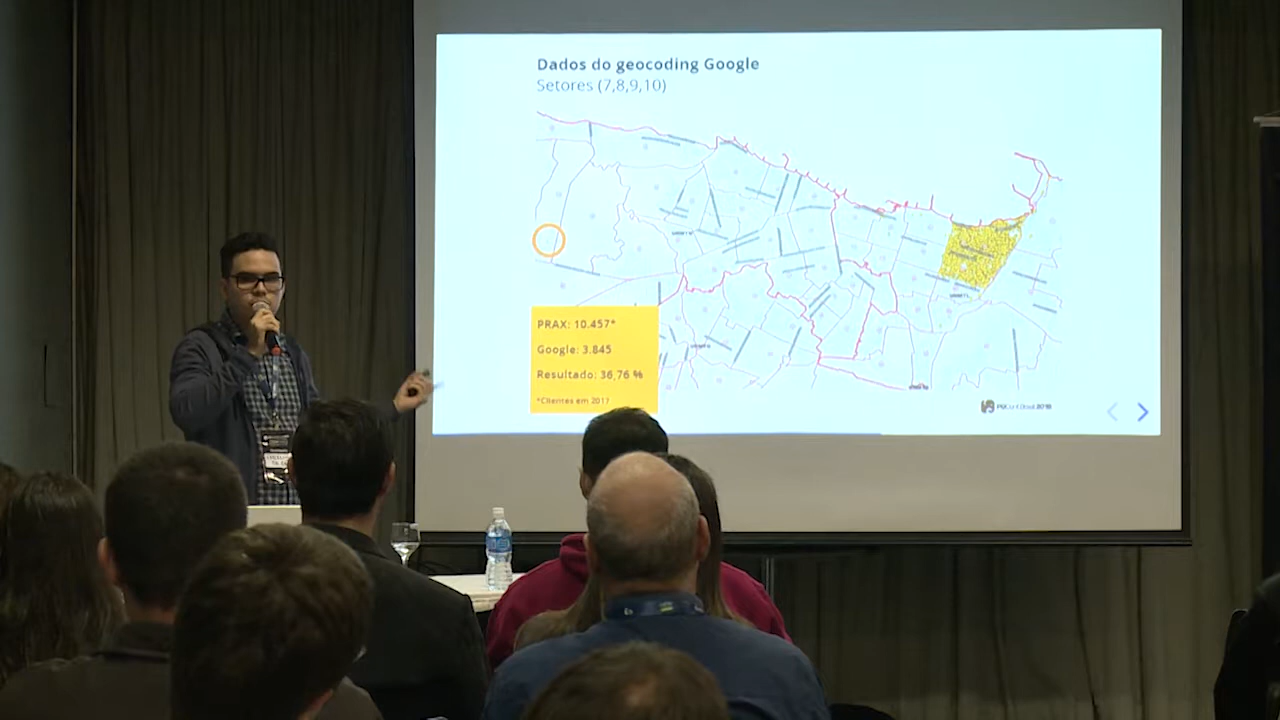 Dados do geocoding Google
Setores (7,8,9,10)
PRAX: 10.457*
Google: 3.845
Resultado: 36,76 %
*Clientes em 2017